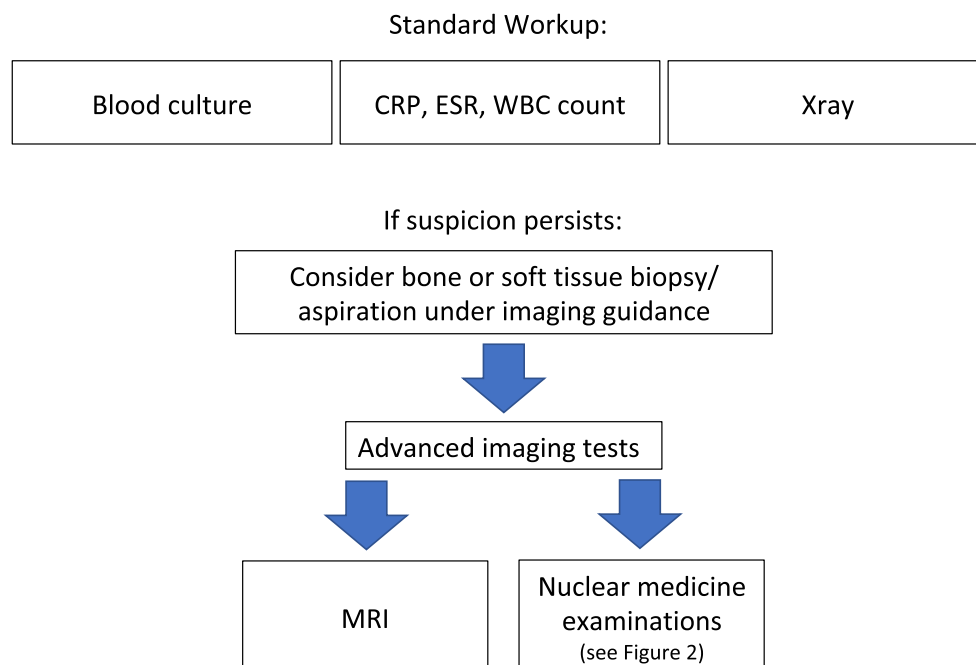 Standard Workup:
Blood culture
CRP, ESR, WBC count
Xray
If suspicion persists:
Consider bone or soft tissue biopsy/
aspiration under imaging guidance
Advanced imaging tests
MRI
Nuclear medicine
examinations
(see Figure 2)